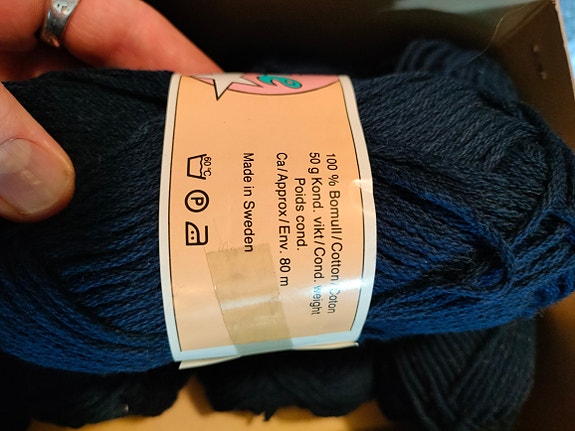 100 % Bomull/Cotton/Coton
50 g Kond. vikt/Cond. weight
Poids cond.
Ca/Approx/Env. 80 m
Made in Sweden
60°C
P